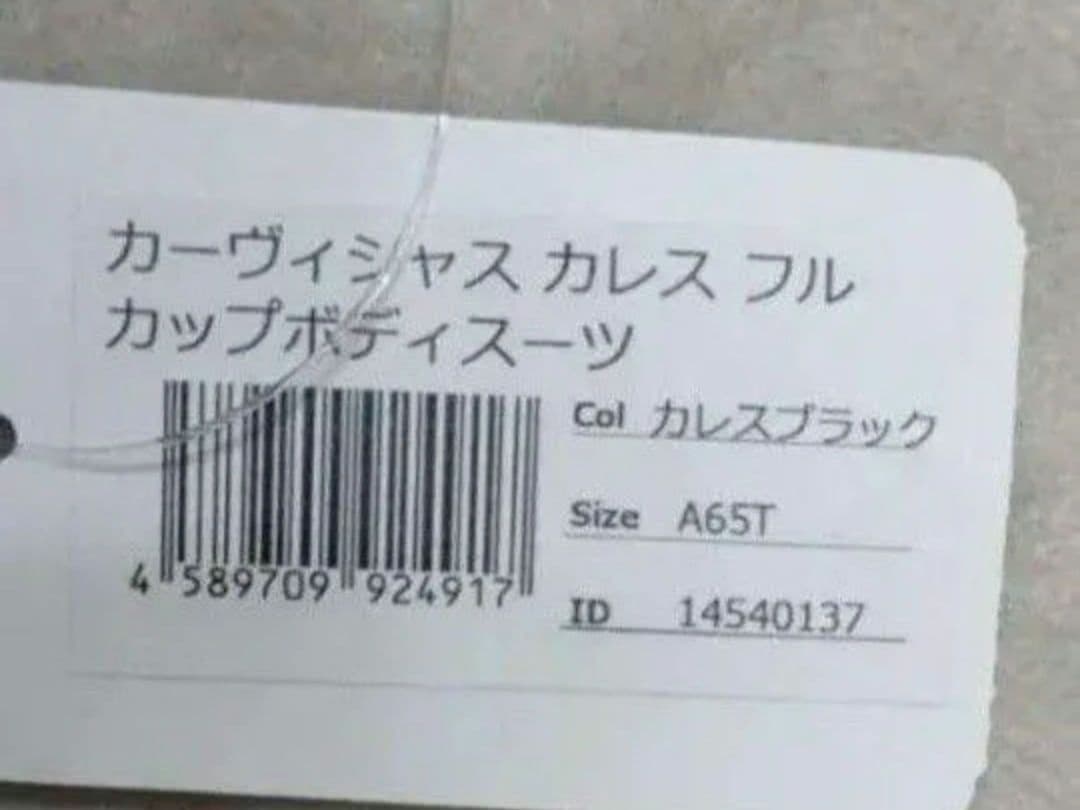 カーヴィシャス カレス フル
カップボディスーツ
Col カレスブラック
Size A65T
ID 14540137
4 589709 924917